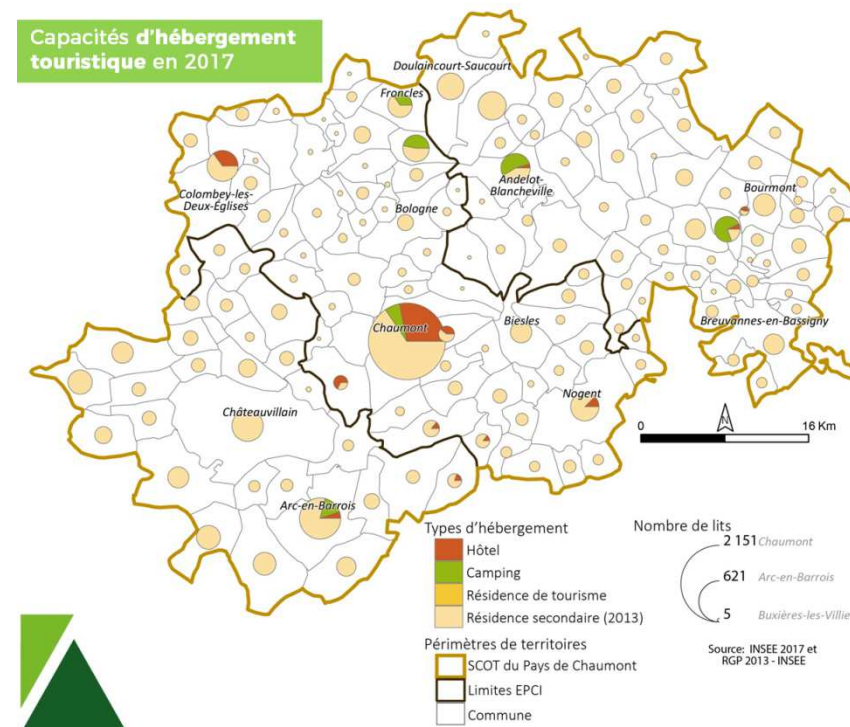 Capacités d'hébergement
touristique en 2017
Doulaincourt-Saucourt
Froncles
Colombey-les-
Deux-Églises
Andelot-
Blancheville
Bologne
Bourmont
Chaumont
Biesles
Breuvannes-en-Bassigny
Nogent
Châteauvillain
Arc-en-Barrois
N
0
16 Km
Types d'hébergement
Hôtel
Camping
Résidence de tourisme
Résidence secondaire (2013)
Périmètres de territoires
SCOT du Pays de Chaumont
Limites EPCI
Commune
Nombre de lits
2 151 Chaumont
621 Arc-en-Barrois
5 Buxières-les-Villie
Source: INSEE 2017 et
RGP 2013 - INSEE